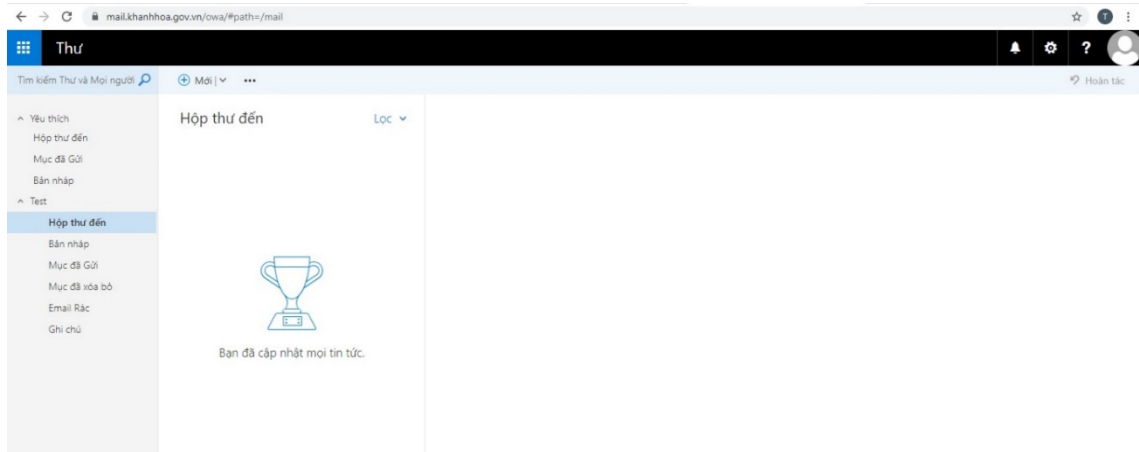 mail.khanhhoa.gov.vn/owa/#path=/mail
T
Thư
?
Tìm kiếm Thư và Mọi người
Mới
Hoàn tác
Yêu thích
Hộp thư đến
Mục đã Gửi
Bản nháp
Test
Hộp thư đến
Bản nháp
Mục đã Gửi
Mục đã xóa bỏ
Email Rác
Ghi chú
Hộp thư đến
Lọc
Bạn đã cập nhật mọi tin tức.